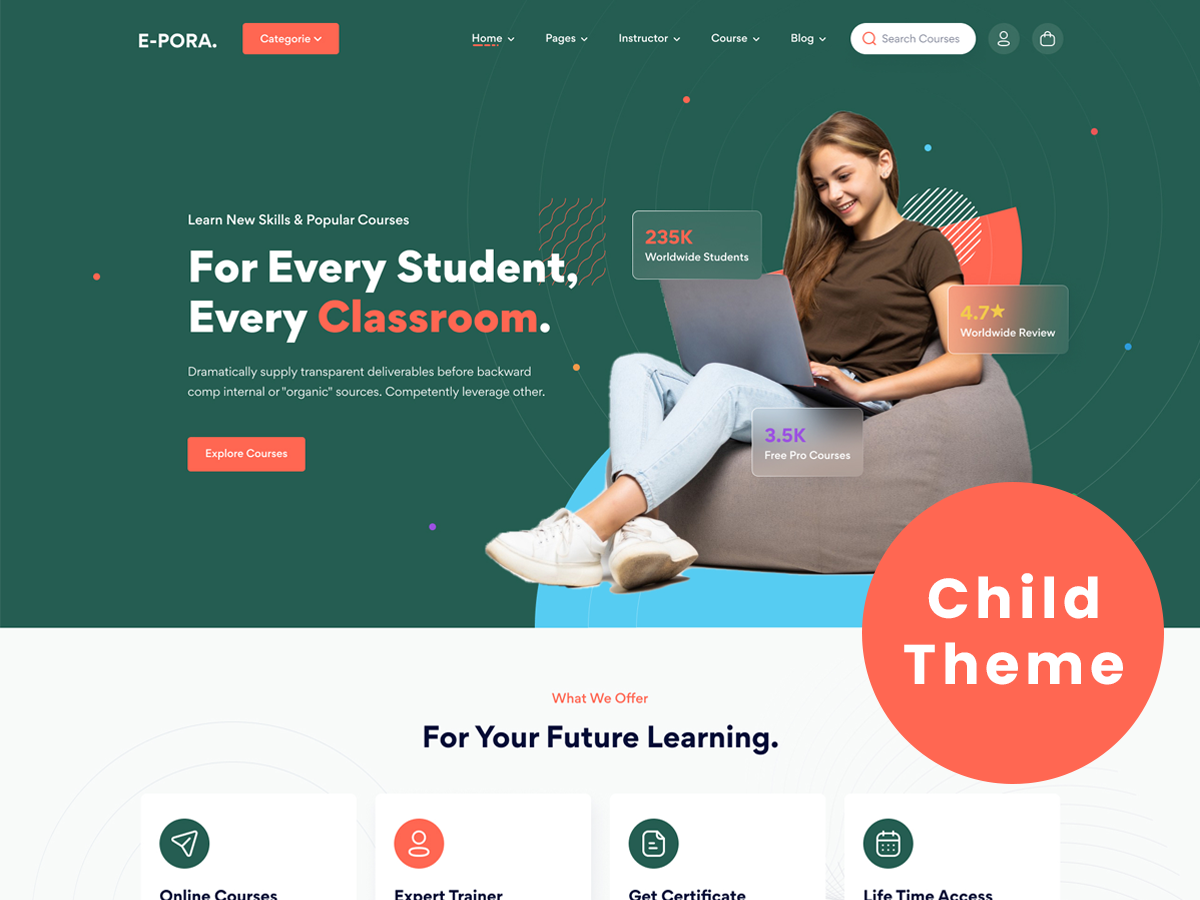 E-PORA.
Categorie
Home
Pages
Instructor
Course
Blog
Search Courses
Learn New Skills & Popular Courses
For Every Student,
Every Classroom.
Dramatically supply transparent deliverables before backward
comp internal or "organic" sources. Competently leverage other.
Explore Courses
235K
Worldwide Students
4.7★
Worldwide Review
3.5K
Free Pro Courses
Child
Theme
What We Offer
For Your Future Learning.
Online Courses
Expert Trainer
Get Certificate
Life Time Access